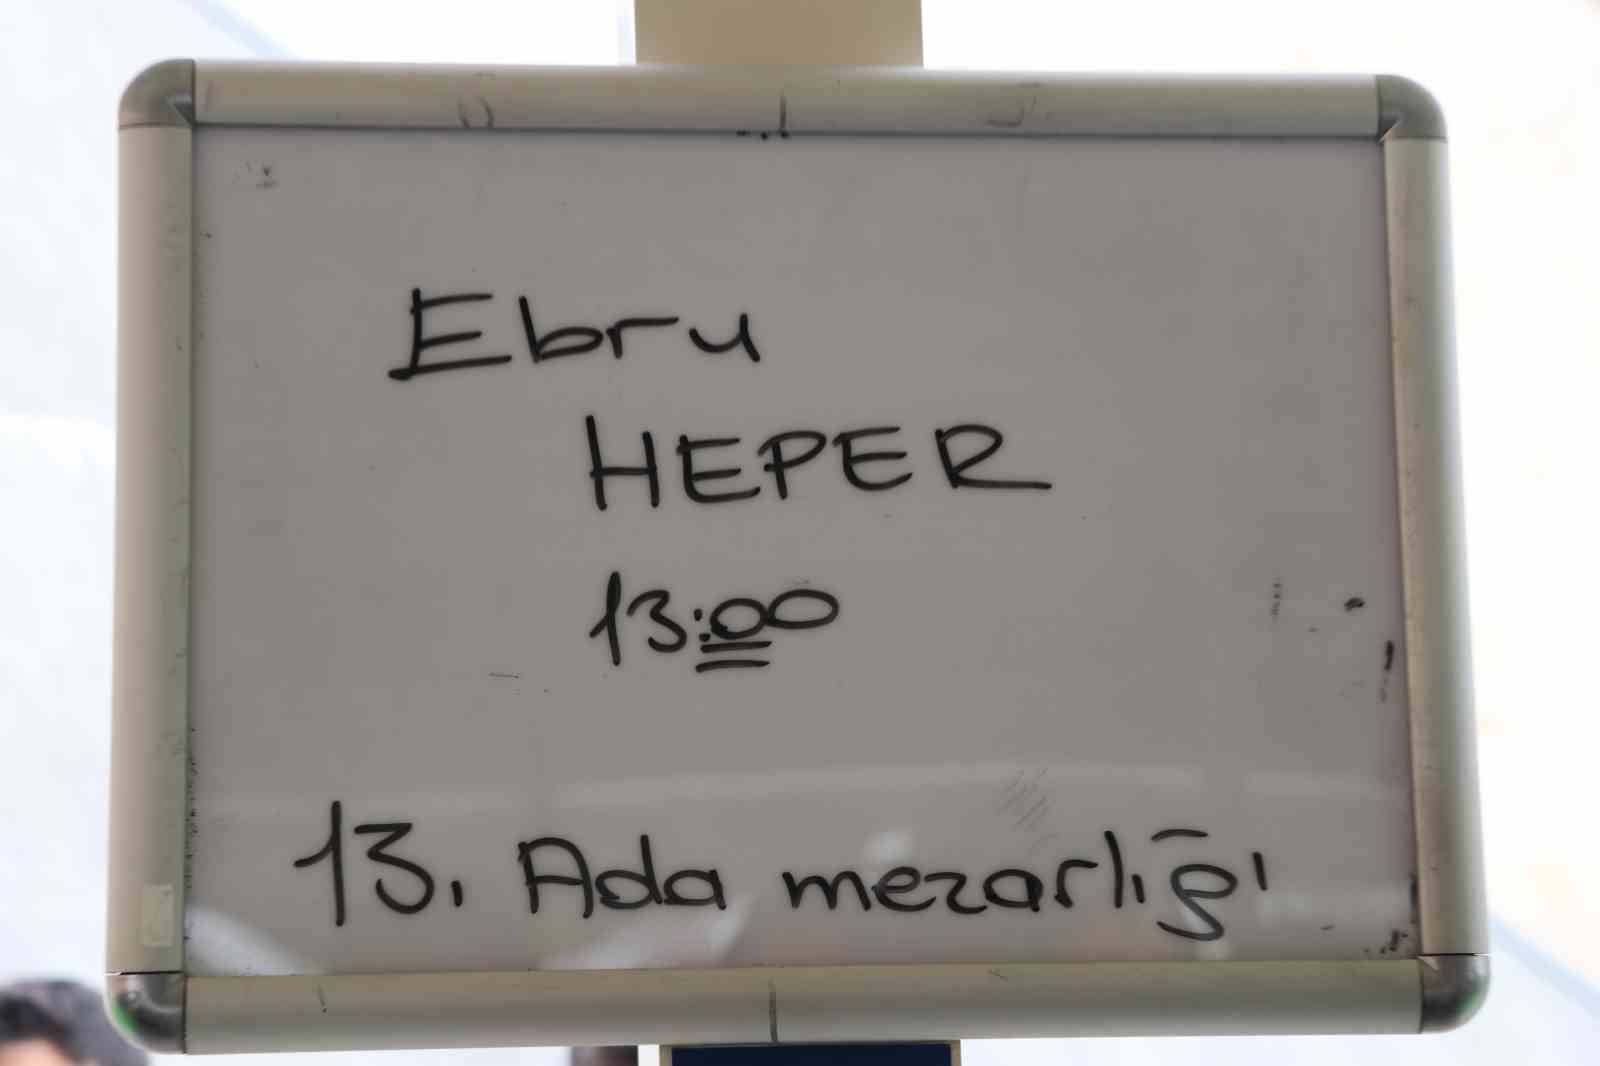 Ebru
HEPER
13:00
13. Ada mezarlığı